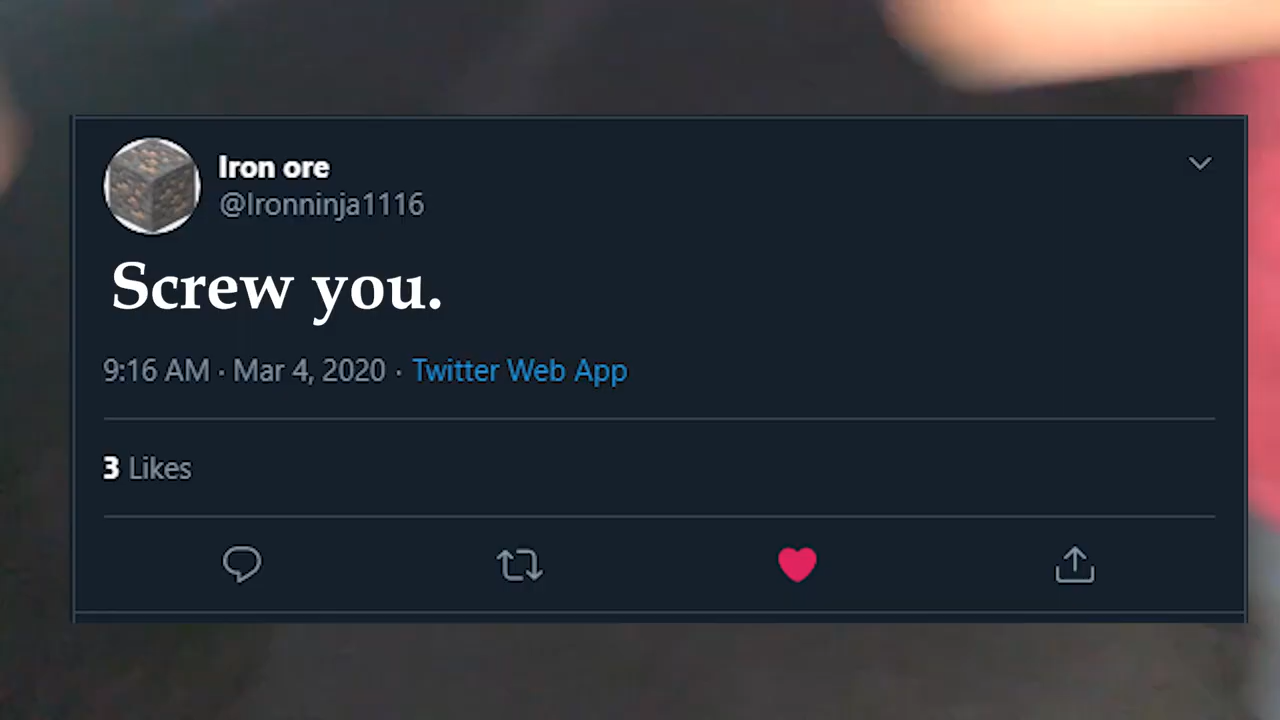 Iron ore
@Ironninja1116
Screw you.
9:16 AM · Mar 4, 2020 · Twitter Web App
3 Likes